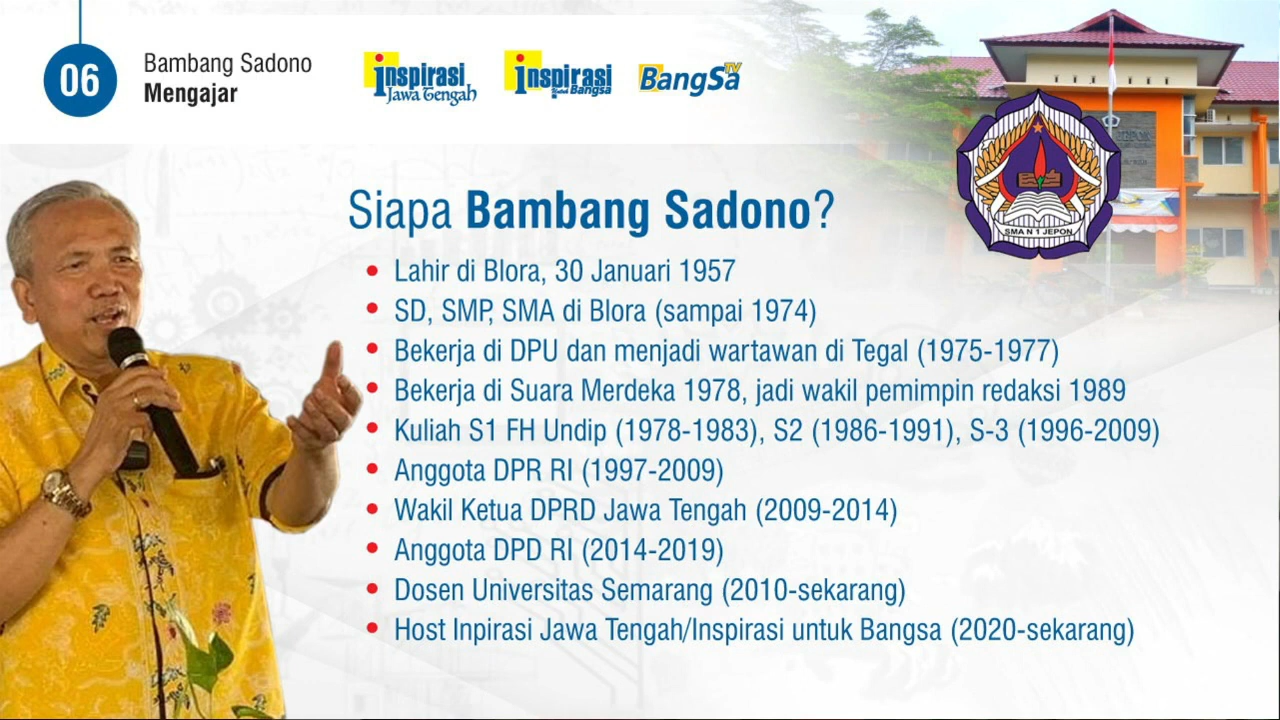 06
Bambang Sadono
Mengajar
inspirasi
Jawa Tengah
inspirasi
untuk Bangsa
BangSa TV
JEPON
SMA N 1 JEPON
Siapa Bambang Sadono?
• Lahir di Blora, 30 Januari 1957
• SD, SMP, SMA di Blora (sampai 1974)
• Bekerja di DPU dan menjadi wartawan di Tegal (1975-1977)
• Bekerja di Suara Merdeka 1978, jadi wakil pemimpin redaksi 1989
• Kuliah S1 FH Undip (1978-1983), S2 (1986-1991), S-3 (1996-2009)
• Anggota DPR RI (1997-2009)
• Wakil Ketua DPRD Jawa Tengah (2009-2014)
• Anggota DPD RI (2014-2019)
• Dosen Universitas Semarang (2010-sekarang)
• Host Inpirasi Jawa Tengah/Inspirasi untuk Bangsa (2020-sekarang)